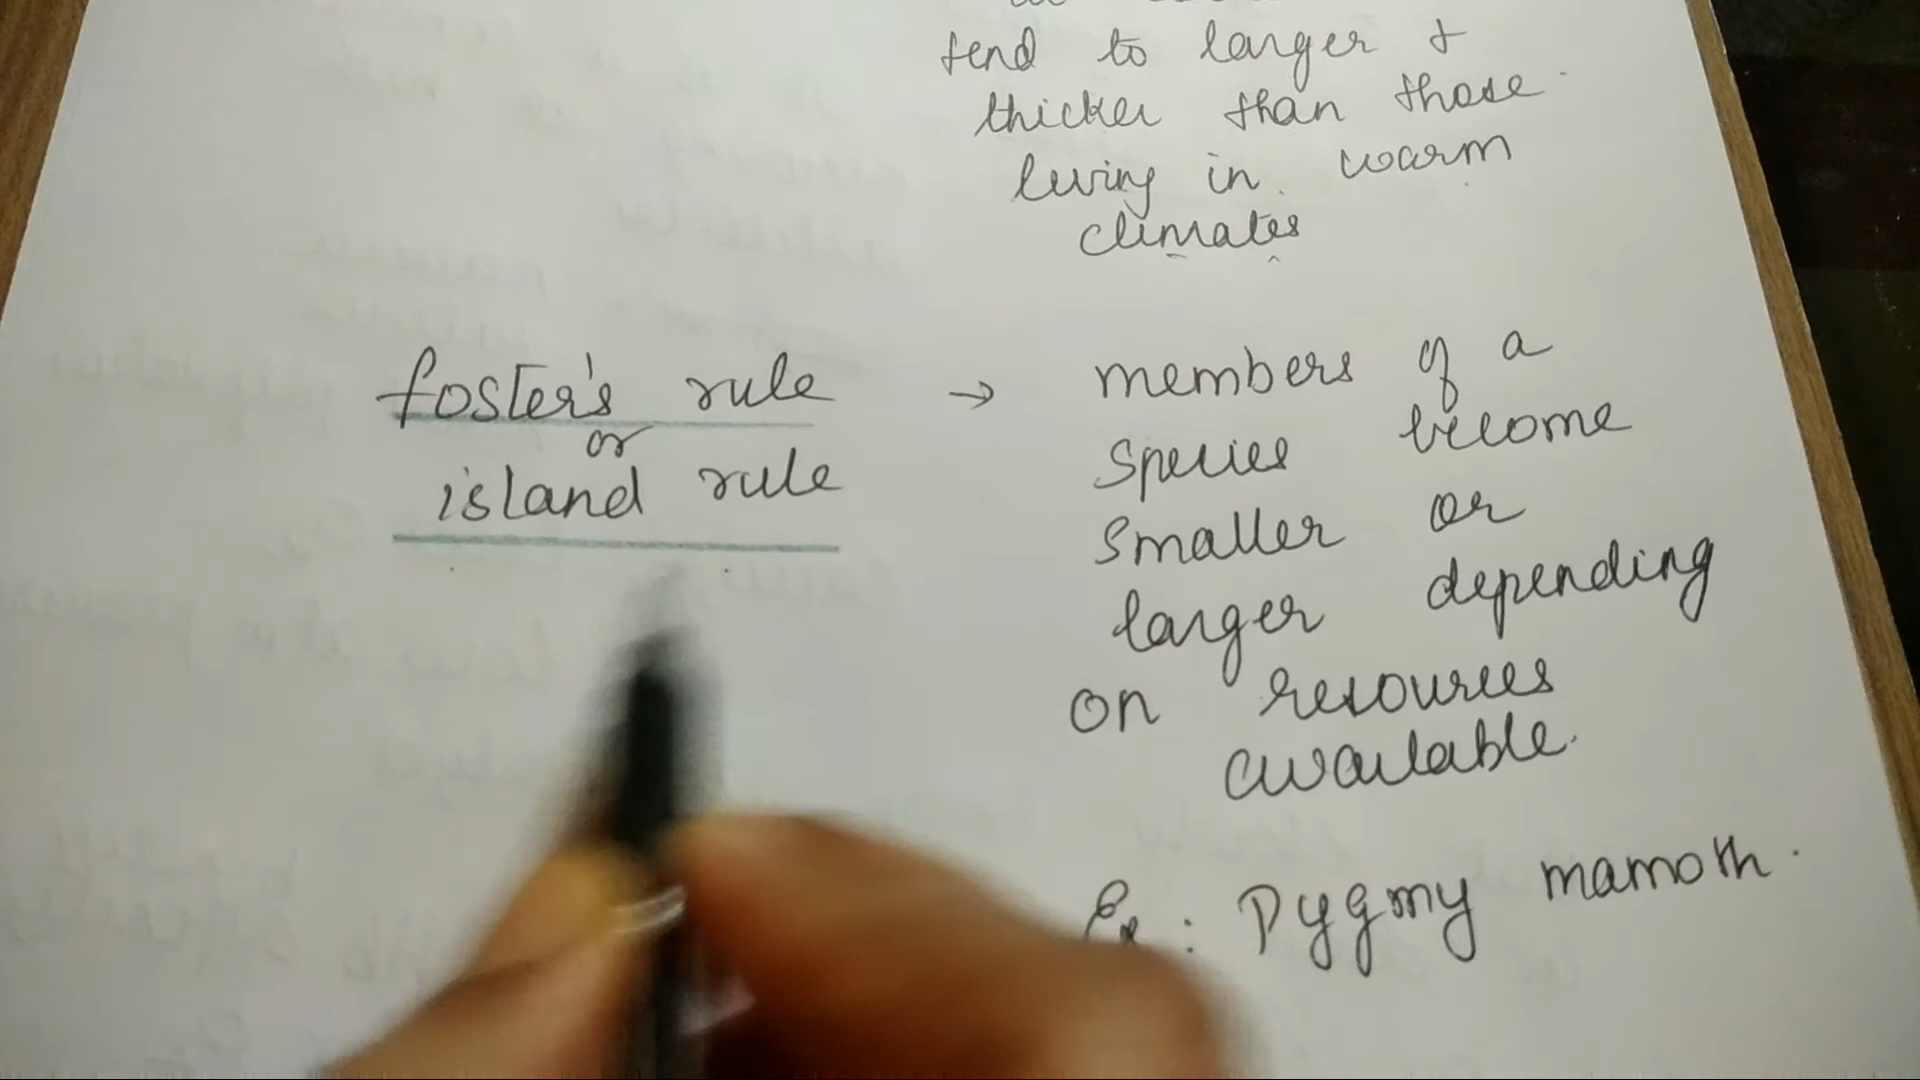 tend to larger &
thicker than those
living in warm
climates
foster's rule → members of a
or
island rule
species become
smaller or
larger depending
on resources
available.
Ex : Pygmy mamoth.